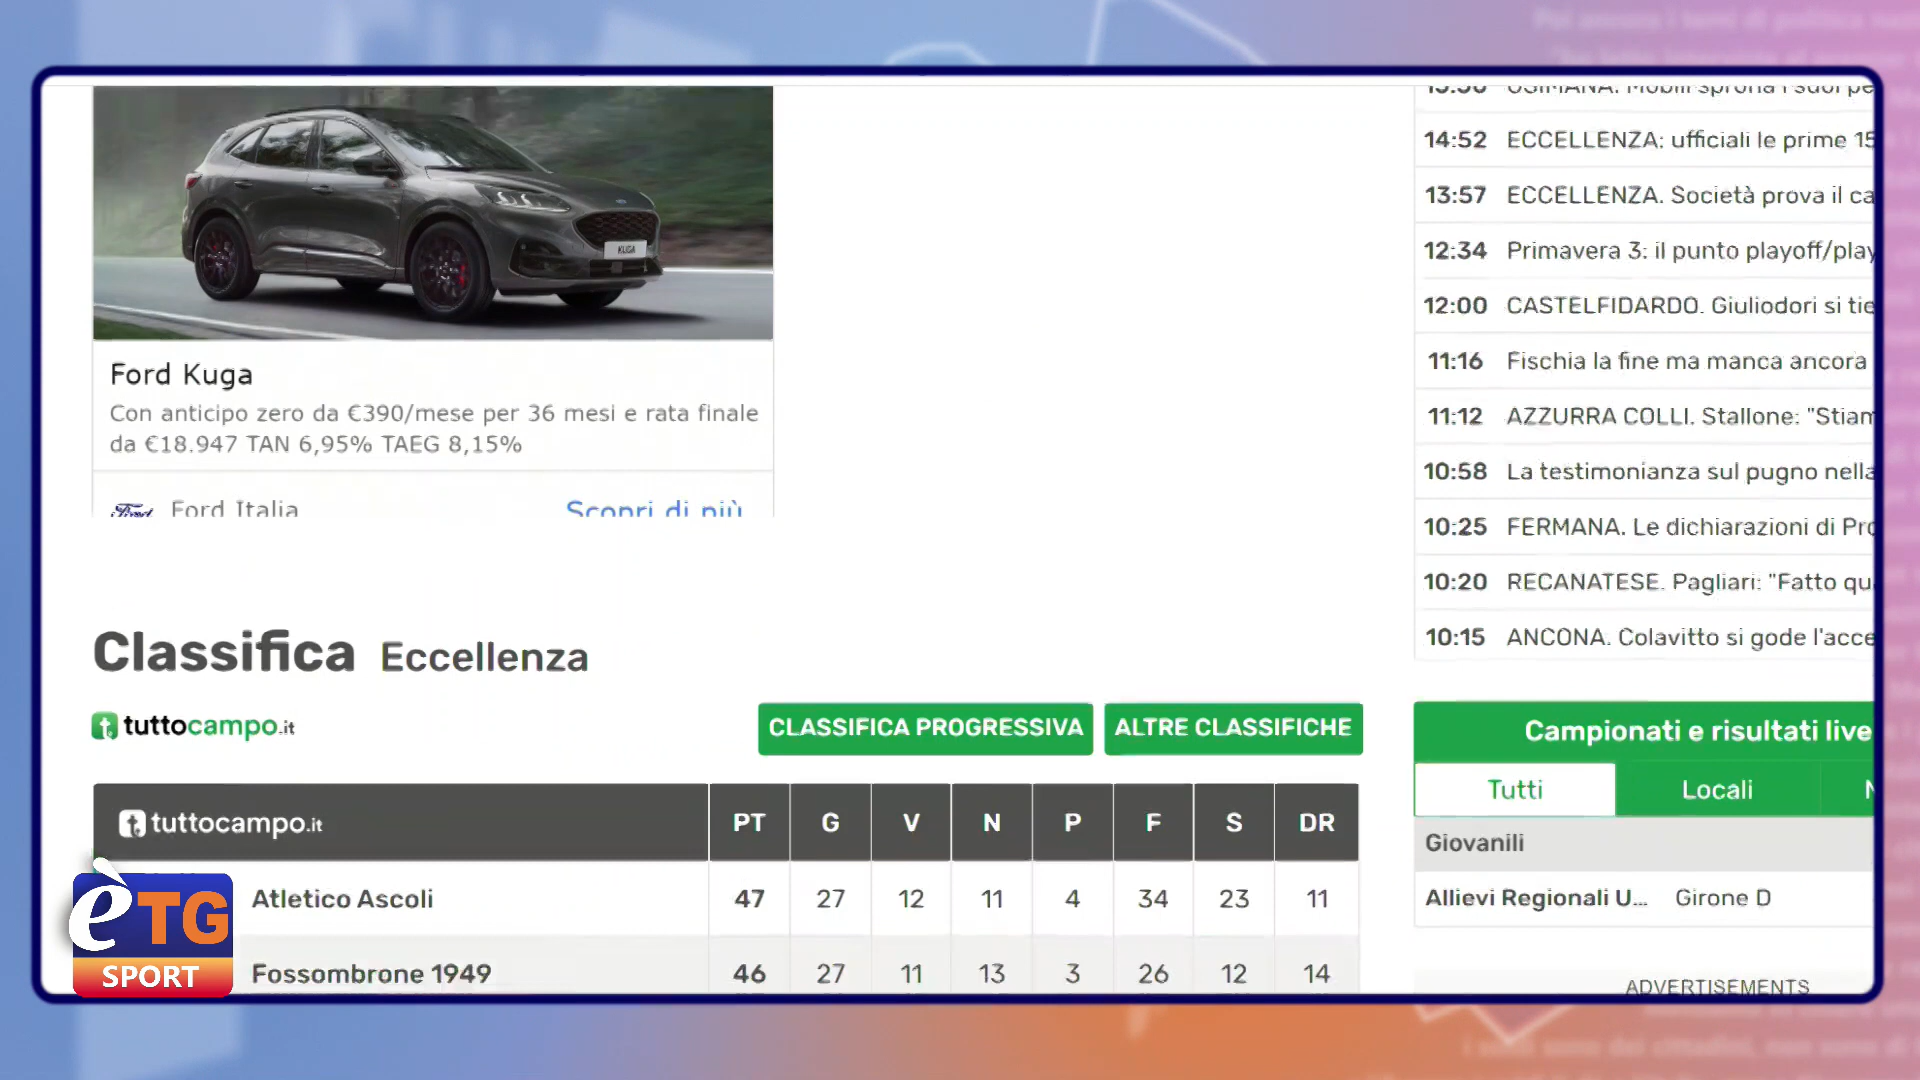 KUGA
Ford Kuga
Con anticipo zero da €390/mese per 36 mesi e rata finale
da €18.947 TAN 6,95% TAEG 8,15%
Ford Ford Italia Scopri di più
Classifica Eccellenza
tuttocampo.it
CLASSIFICA PROGRESSIVA ALTRE CLASSIFICHE
tuttocampo.it PT G V N P F S DR
Atletico Ascoli 47 27 12 11 4 34 23 11
Fossombrone 1949 46 27 11 13 3 26 12 14
è TG
SPORT
14:52 ECCELLENZA: ufficiali le prime 15
13:57 ECCELLENZA. Società prova il ca
12:34 Primavera 3: il punto playoff/play
12:00 CASTELFIDARDO. Giuliodori si tie
11:16 Fischia la fine ma manca ancora
11:12 AZZURRA COLLI. Stallone: "Stiam
10:58 La testimonianza sul pugno nella
10:25 FERMANA. Le dichiarazioni di Pro
10:20 RECANATESE. Pagliari: "Fatto qu
10:15 ANCONA. Colavitto si gode l'acce
Campionati e risultati live
Tutti Locali
Giovanili
Allievi Regionali U... Girone D
ADVERTISEMENTS